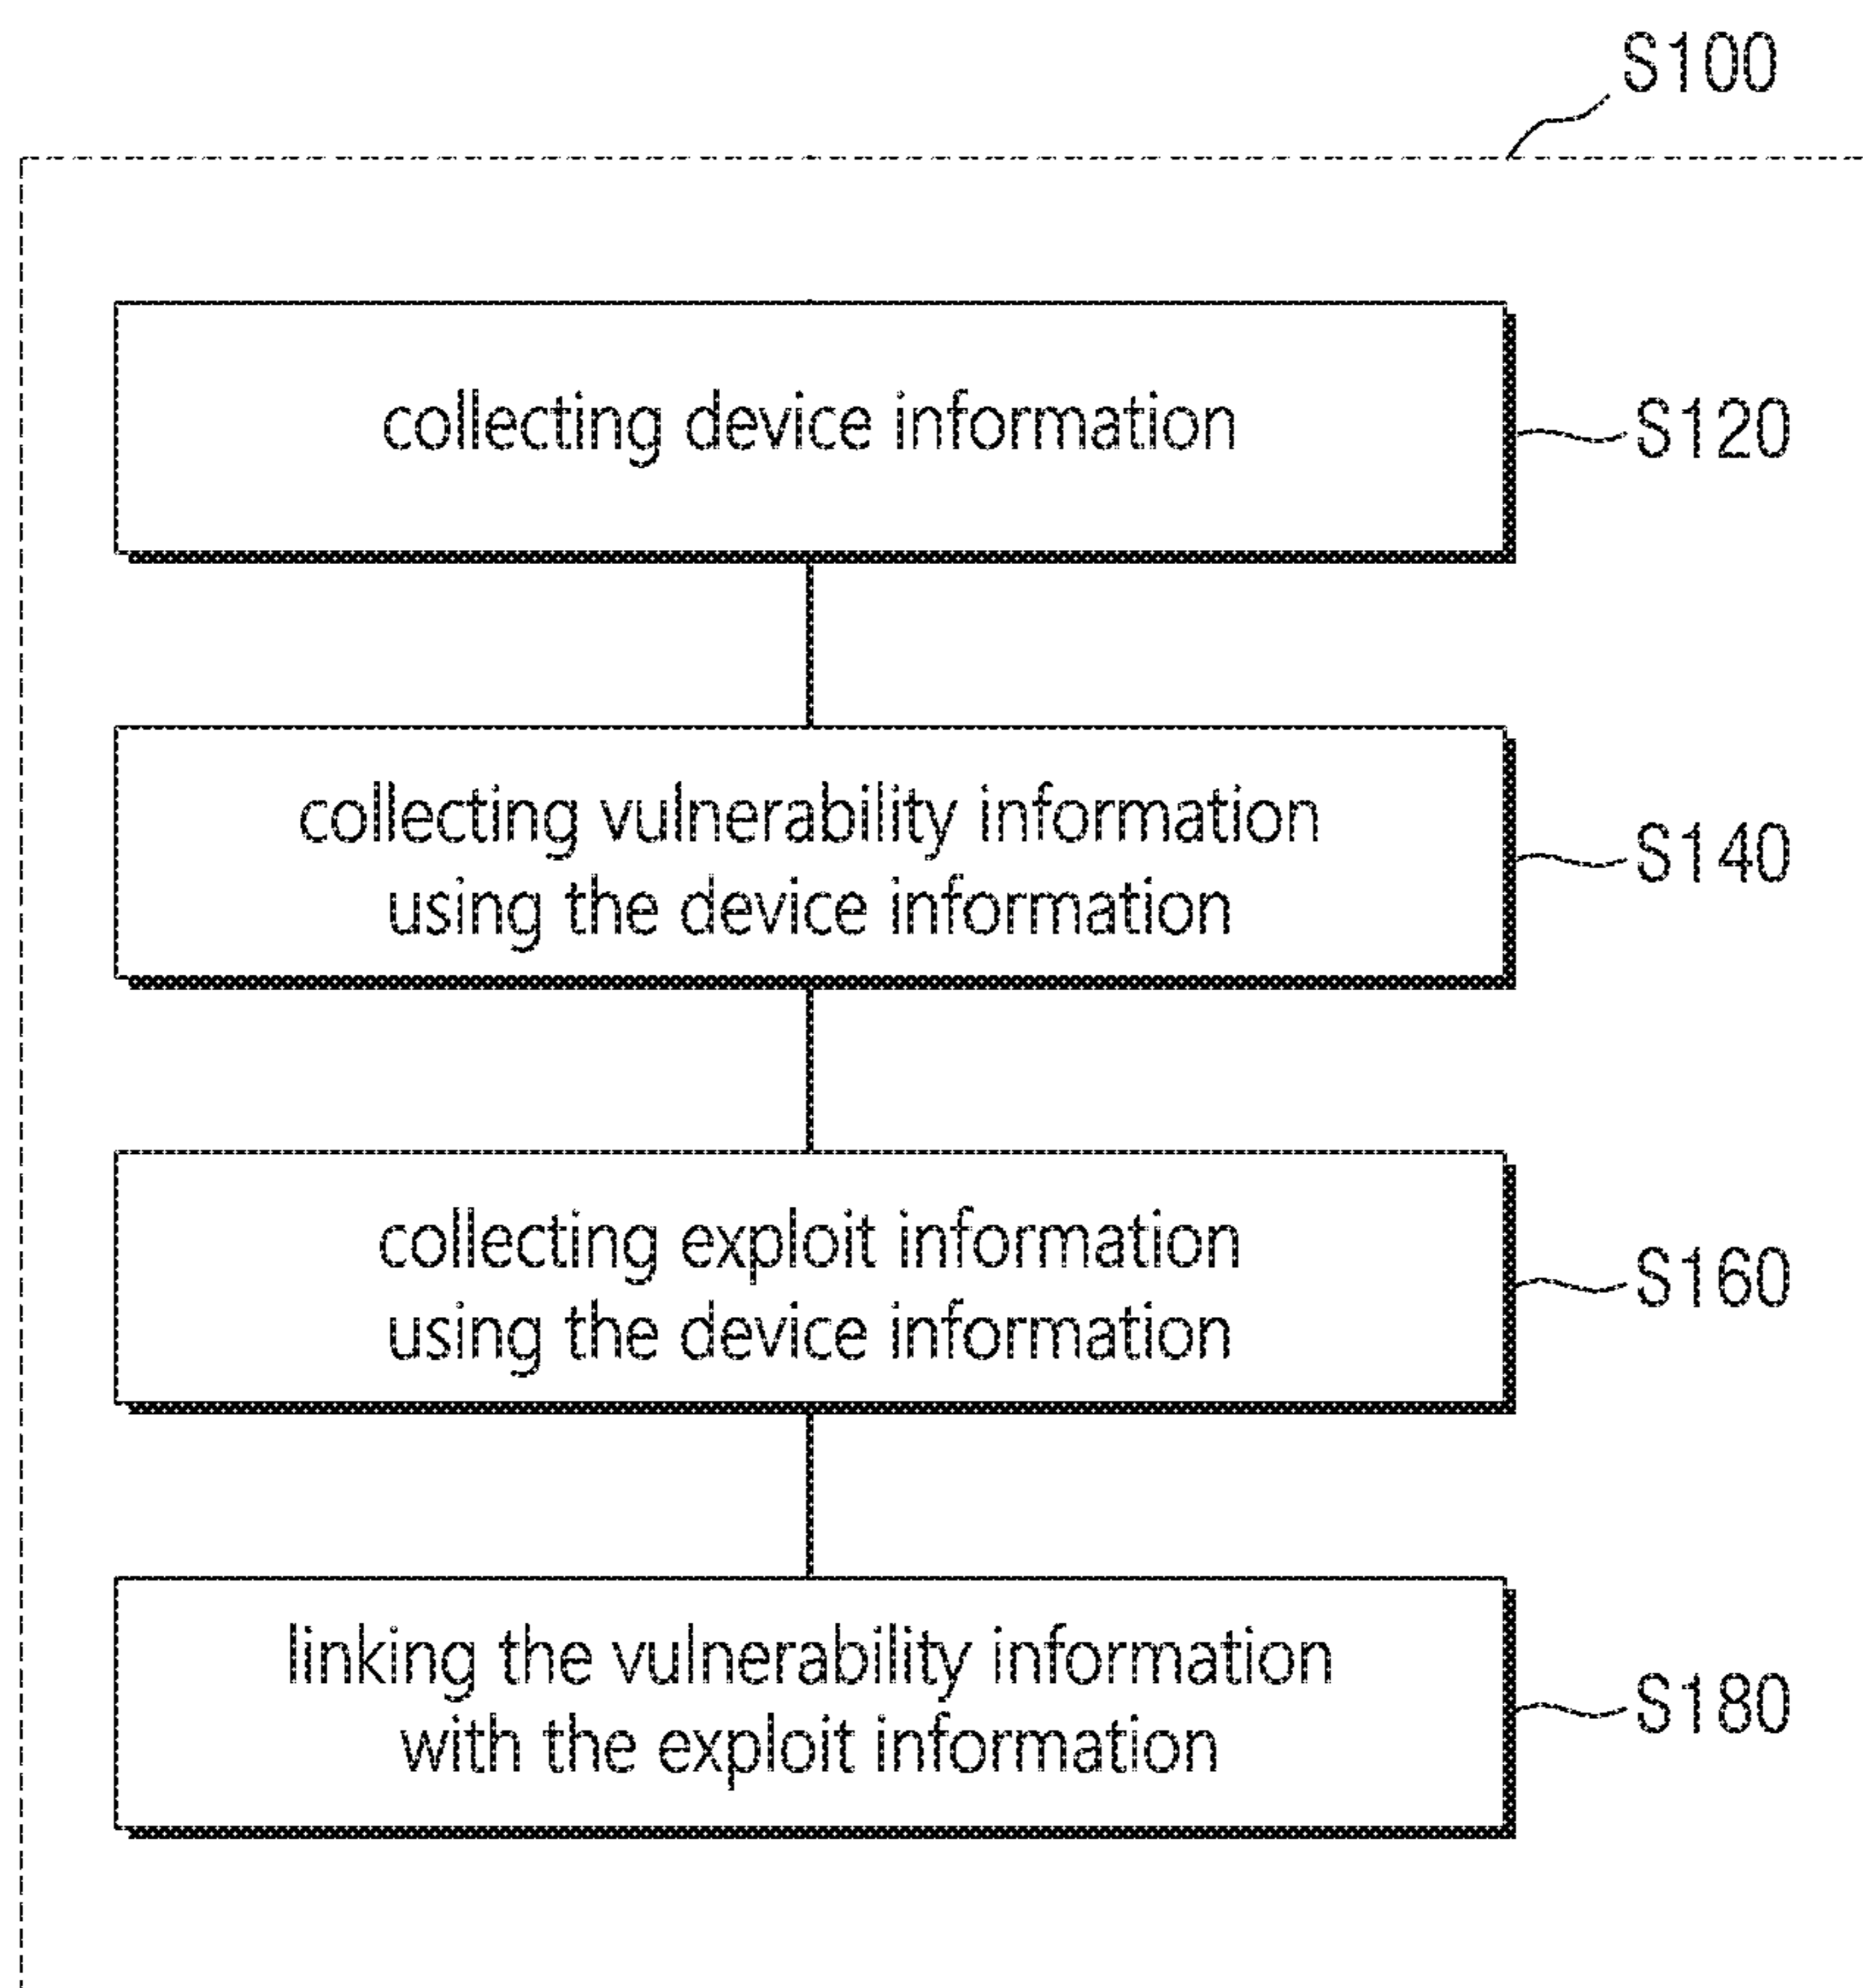 S100
collecting device information
S120
collecting vulnerability information
using the device information
S140
collecting exploit information
using the device information
S160
linking the vulnerability information
with the exploit information
S180